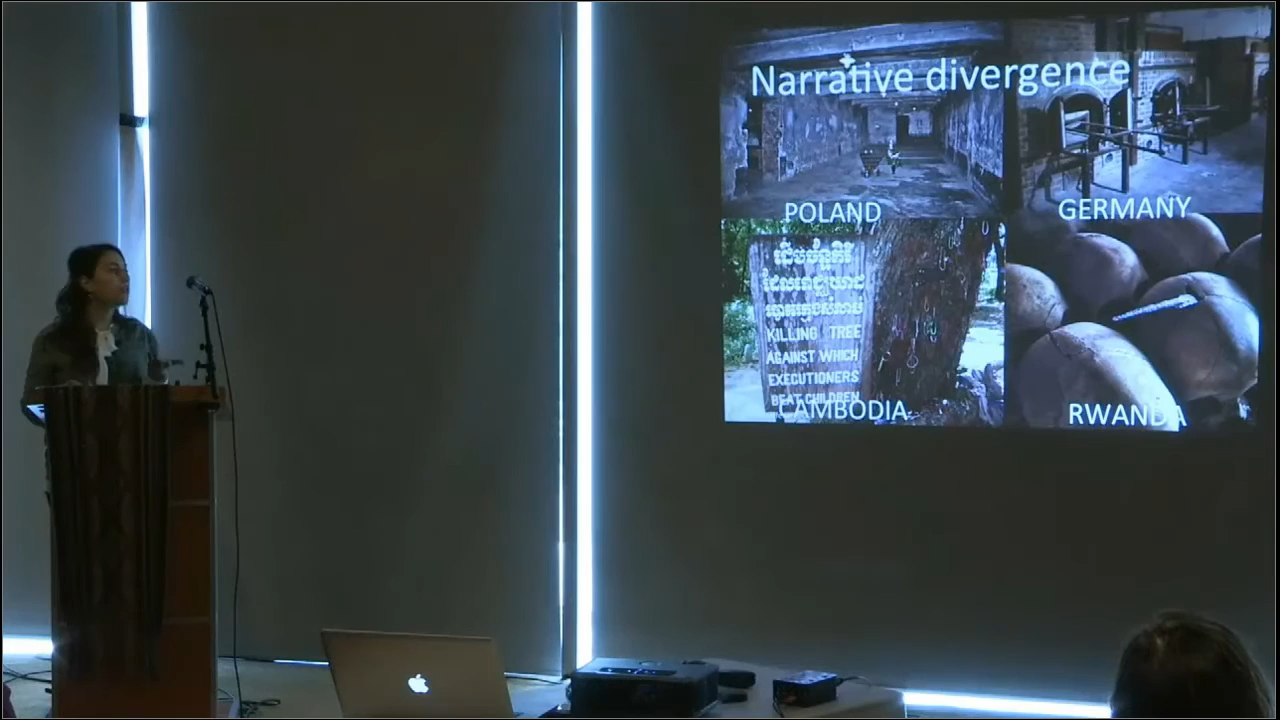 Narrative divergence
POLAND
GERMANY
KILLING TREE
AGAINST WHICH
EXECUTIONERS
BEAT CHILDREN
CAMBODIA
RWANDA